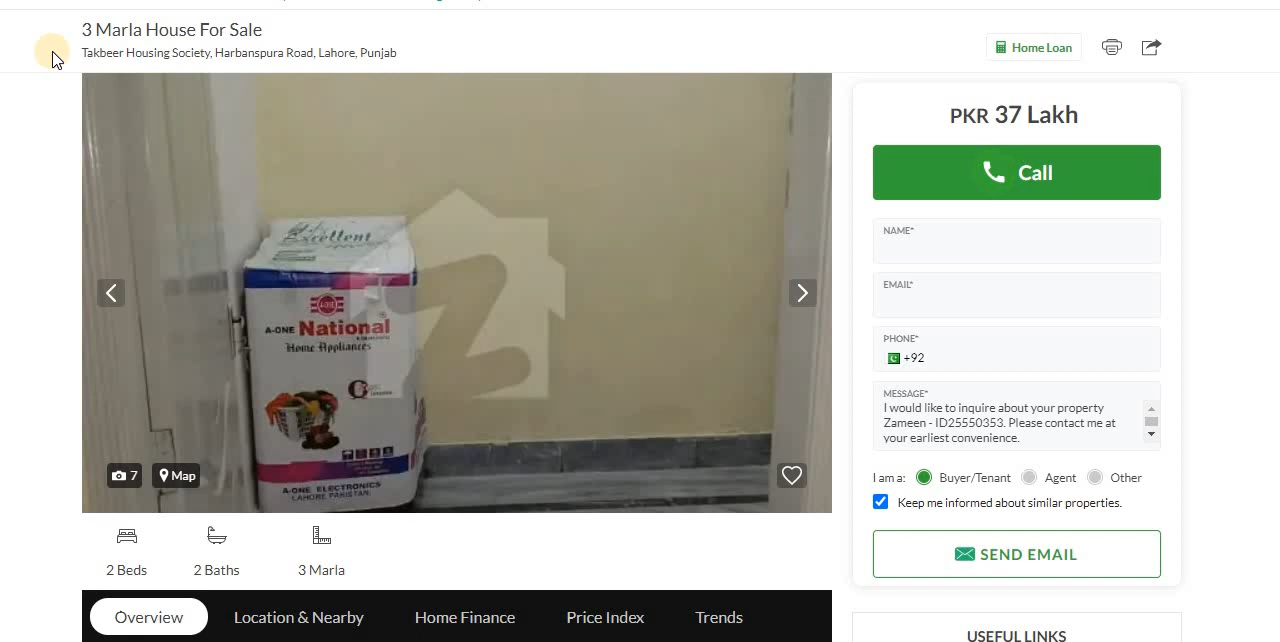 3 Marla House For Sale
Takbeer Housing Society, Harbanspura Road, Lahore, Punjab
Home Loan
Excellent
A-ONE
A-ONE National
Home Appliances
A-ONE ELECTRONICS
LAHORE PAKISTAN.
7
Map
2 Beds
2 Baths
3 Marla
Overview
Location & Nearby
Home Finance
Price Index
Trends
PKR 37 Lakh
Call
NAME*
EMAIL*
PHONE*
+92
MESSAGE*
I would like to inquire about your property
Zameen - ID25550353. Please contact me at
your earliest convenience.
I am a: Buyer/Tenant Agent Other
Keep me informed about similar properties.
SEND EMAIL
USEFUL LINKS